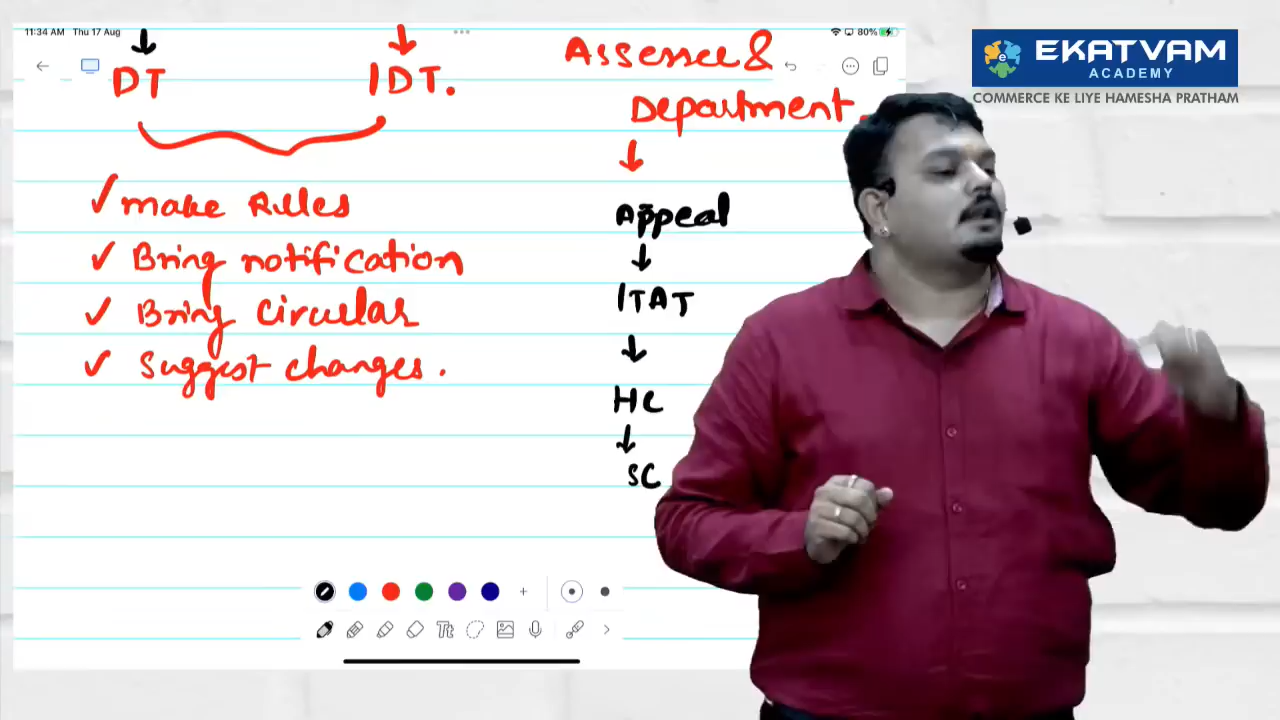 11:34 AM Thu 17 Aug
80%
EKATVAM
ACADEMY
COMMERCE KE LIYE HAMESHA PRATHAM
DT
IDT.
✓ make Rules
✓ Bring notification
✓ Bring Circular
✓ Suggest changes.
Assessee &
Department.
Appeal
ITAT
HC
SC
Tt